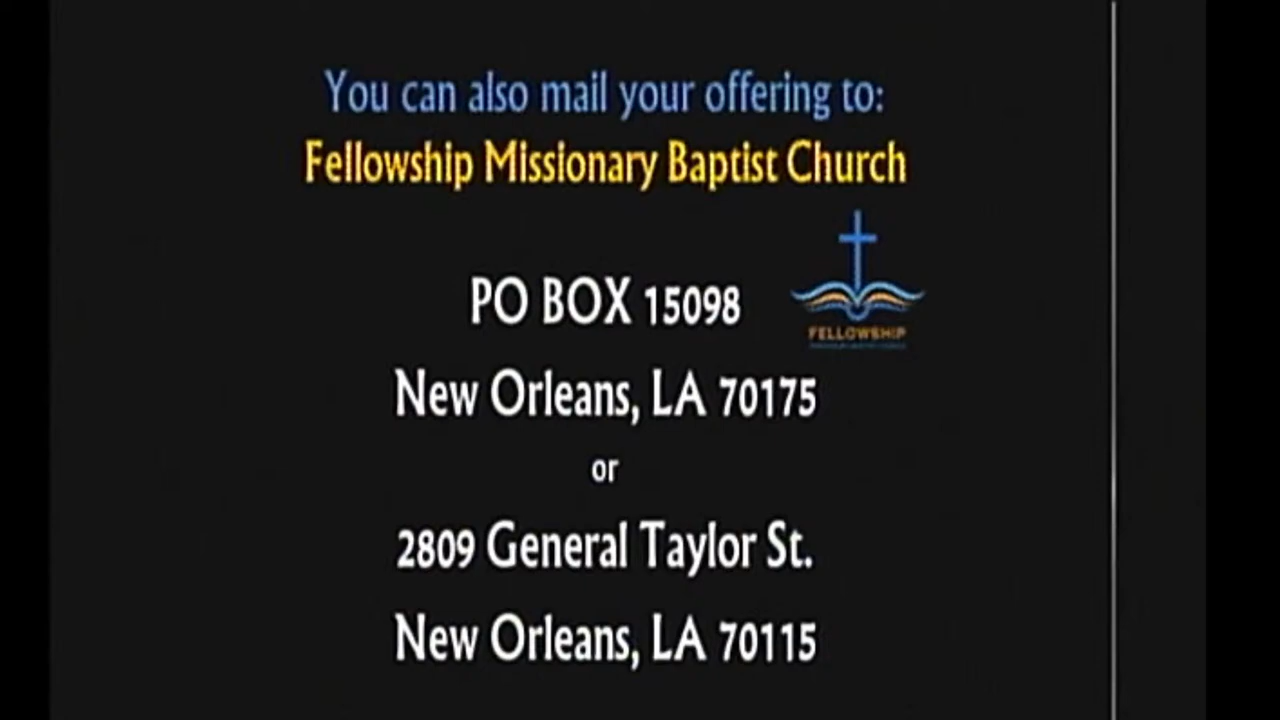 You can also mail your offering to:
Fellowship Missionary Baptist Church
PO BOX 15098
FELLOWSHIP
New Orleans, LA 70175
or
2809 General Taylor St.
New Orleans, LA 70115